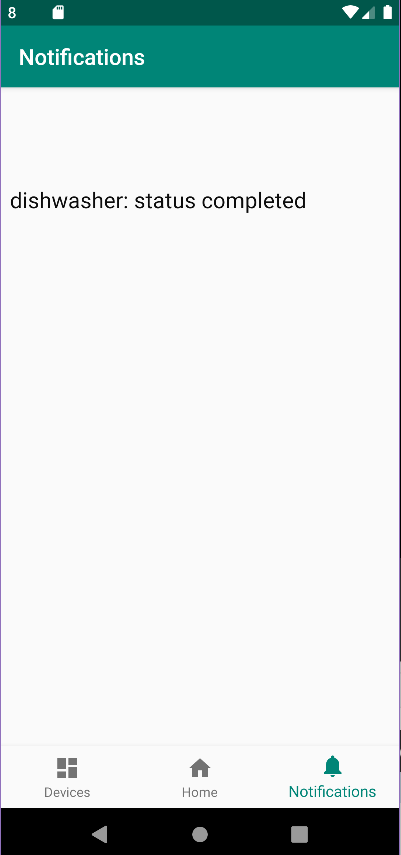 8
Notifications
dishwasher: status completed
Devices
Home
Notifications